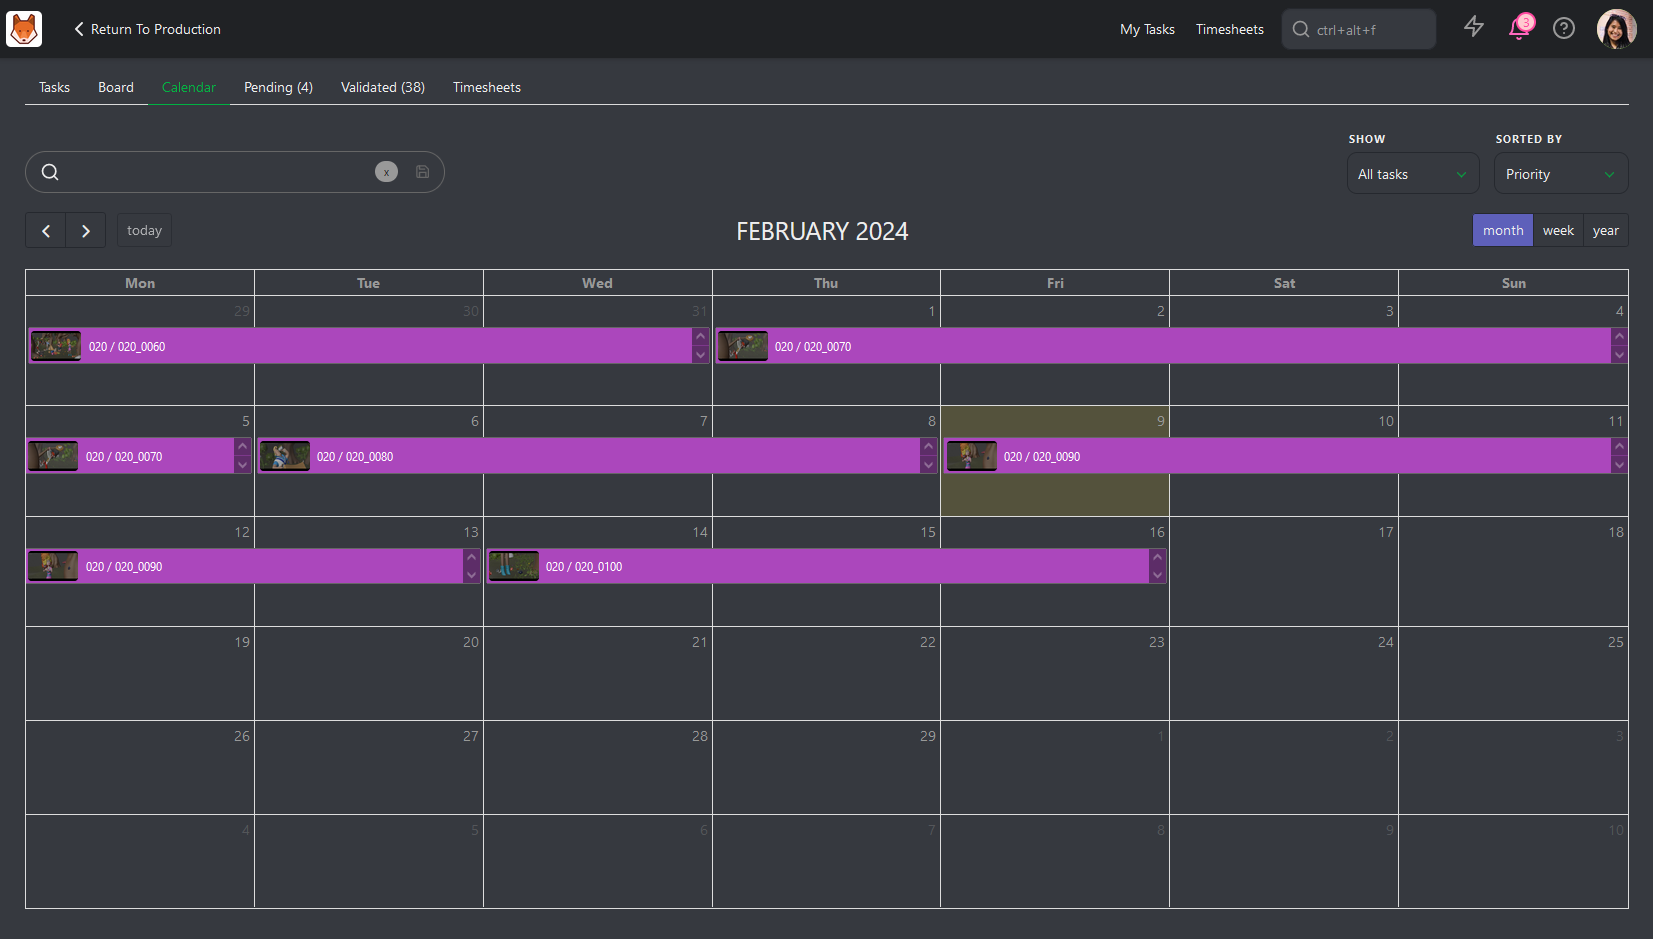 Return To Production
My Tasks
Timesheets
ctrl+alt+f
3
?
Tasks
Board
Calendar
Pending (4)
Validated (38)
Timesheets
SHOW
SORTED BY
x
All tasks
Priority
today
FEBRUARY 2024
month
week
year
Mon Tue Wed Thu Fri Sat Sun
29 30 31 1 2 3 4
020 / 020_0060
020 / 020_0070
5 6 7 8 9 10 11
020 / 020_0070
020 / 020_0080
020 / 020_0090
12 13 14 15 16 17 18
020 / 020_0090
020 / 020_0100
19 20 21 22 23 24 25
26 27 28 29 1 2 3
4 5 6 7 8 9 10